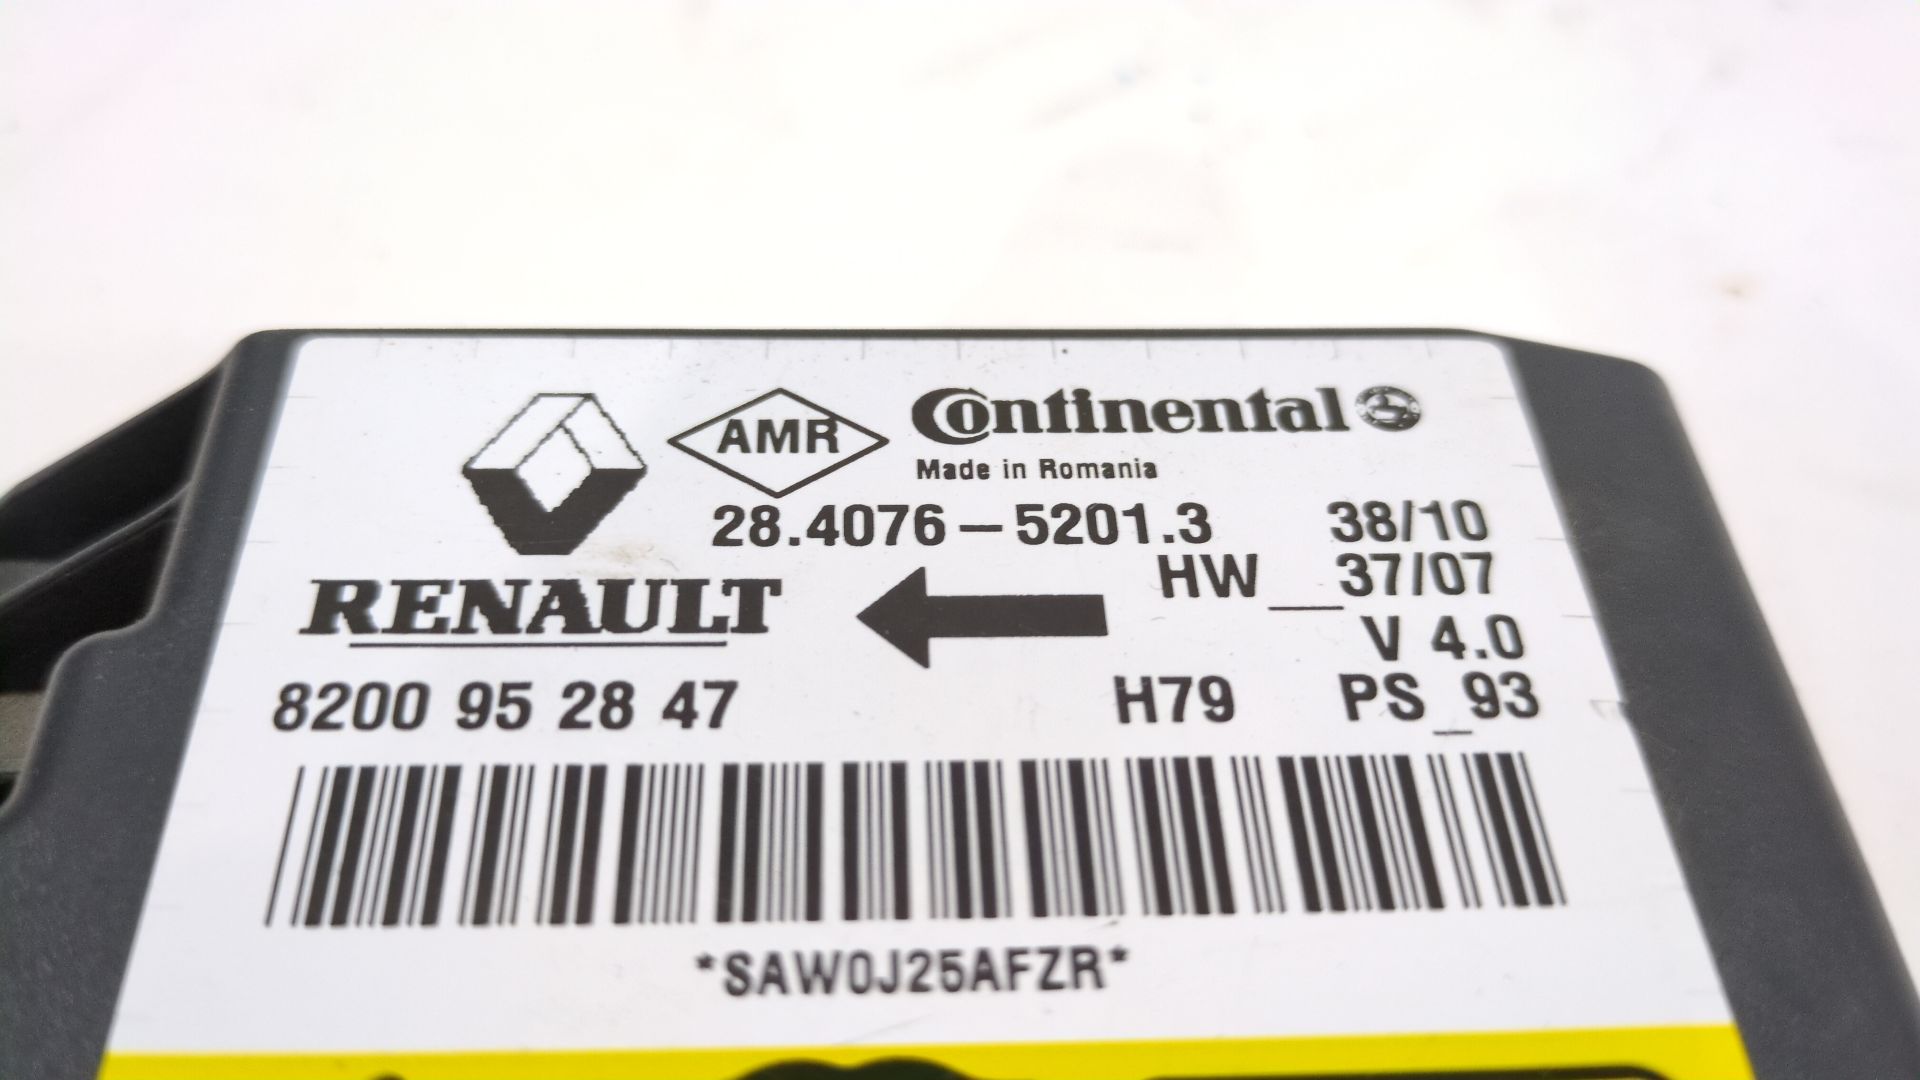 AMR Continental
Made in Romania
28.4076-5201.3 38/10
HW__37/07
RENAULT
V 4.0
8200 95 28 47 H79 PS_93
*SAW0J25AFZR*